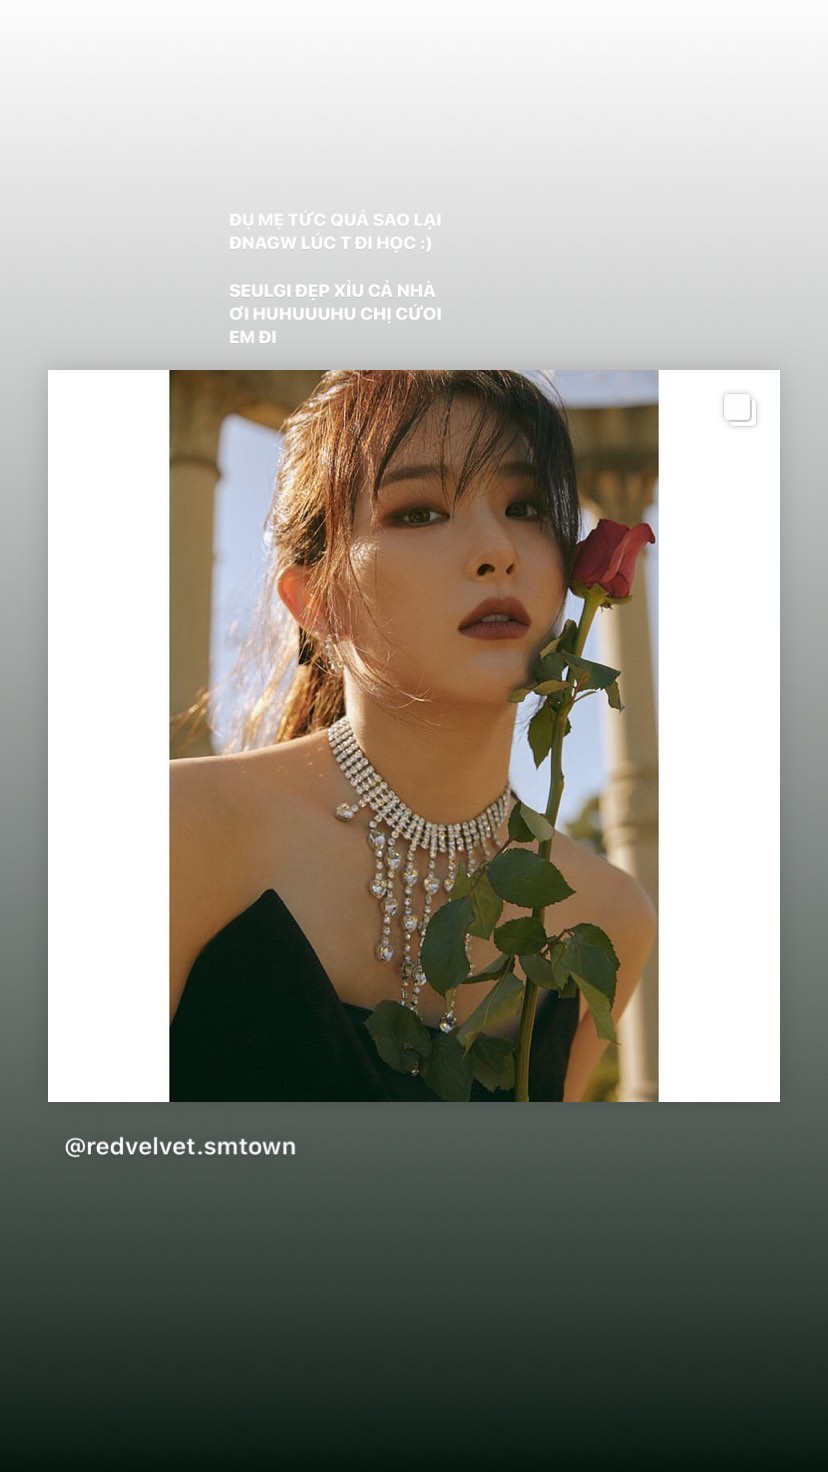 ĐỤ MẸ TỨC QUÁ SAO LẠI
ĐNAGW LÚC T ĐI HỌC :)
SEULGI ĐẸP XỈU CẢ NHÀ
ƠI HUHUUUHU CHỊ CỨOI
EM ĐI
@redvelvet.smtown